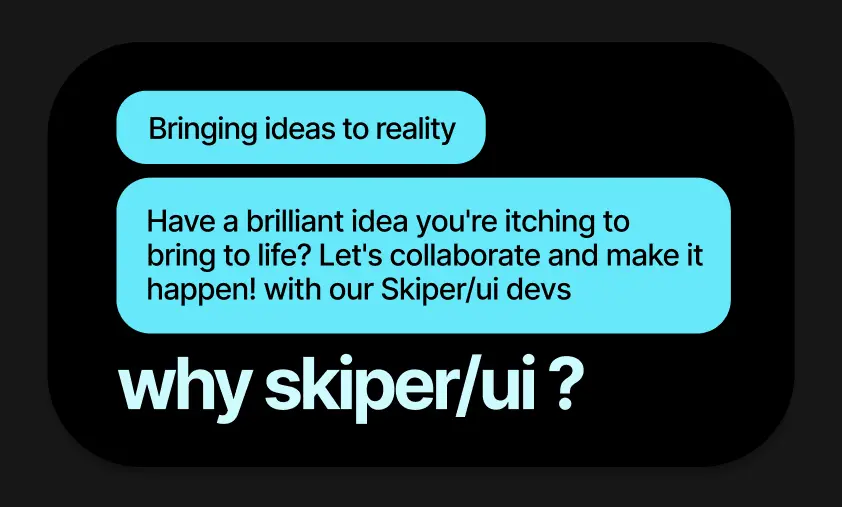 Bringing ideas to reality
Have a brilliant idea you're itching to
bring to life? Let's collaborate and make it
happen! with our Skiper/ui devs
why skiper/ui ?